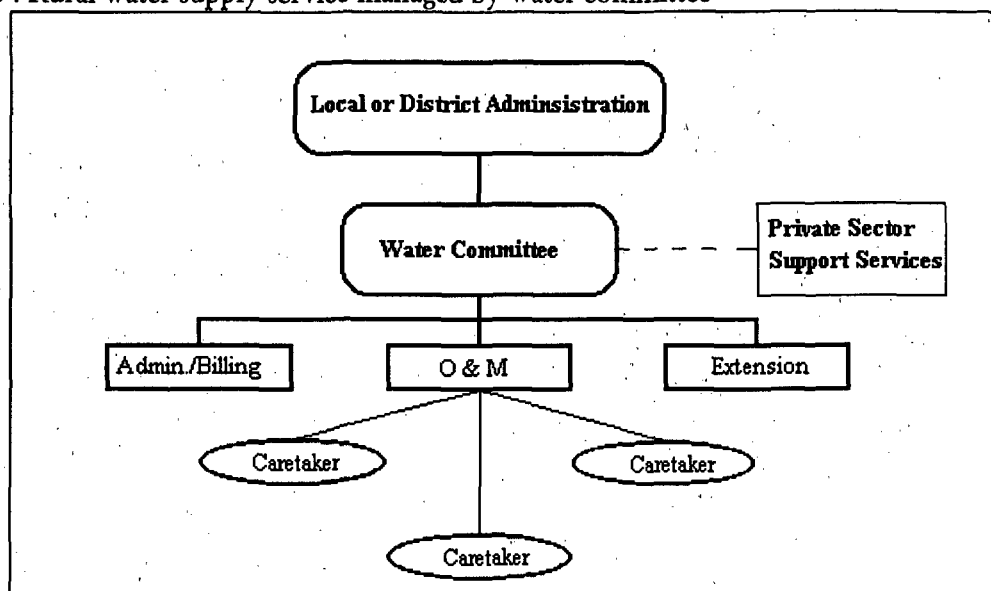 Rural water supply service managed by water committee
Local or District Adminsistration
Water Committee
Private Sector
Support Services
Admin./Billing
O & M
Extension
Caretaker
Caretaker
Caretaker